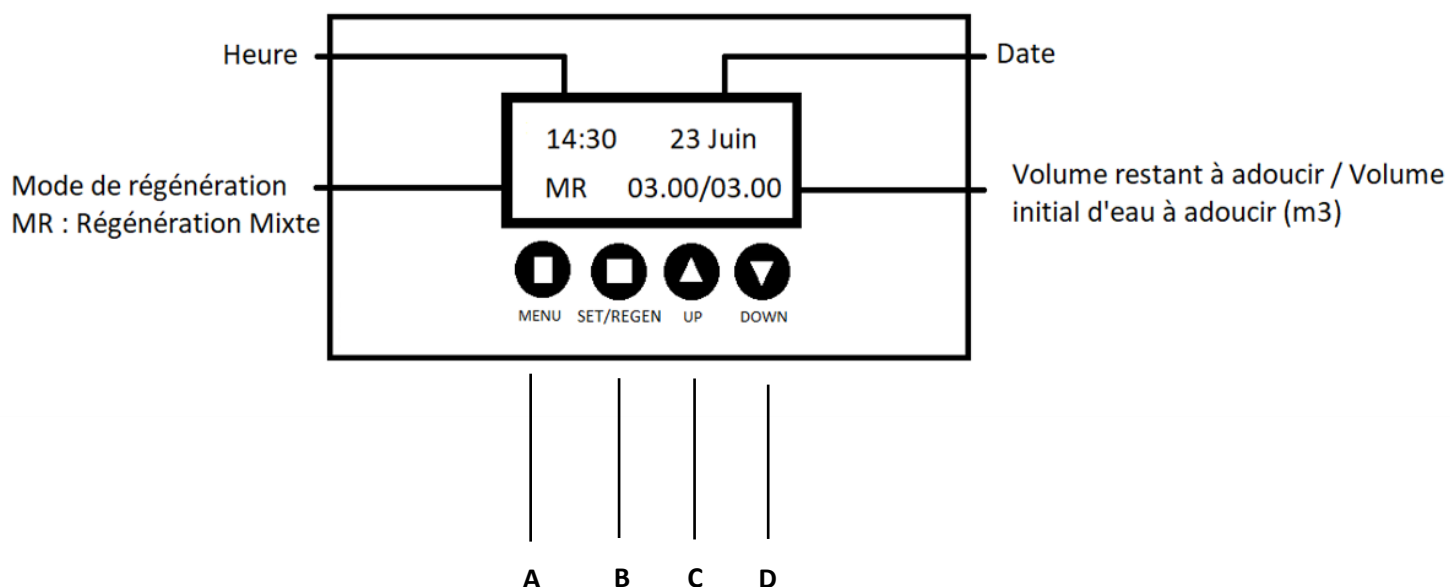 Heure
Date
14:30 23 Juin
MR 03.00/03.00
Mode de régénération
MR : Régénération Mixte
Volume restant à adoucir / Volume
initial d'eau à adoucir (m3)
MENU SET/REGEN UP DOWN
A B C D